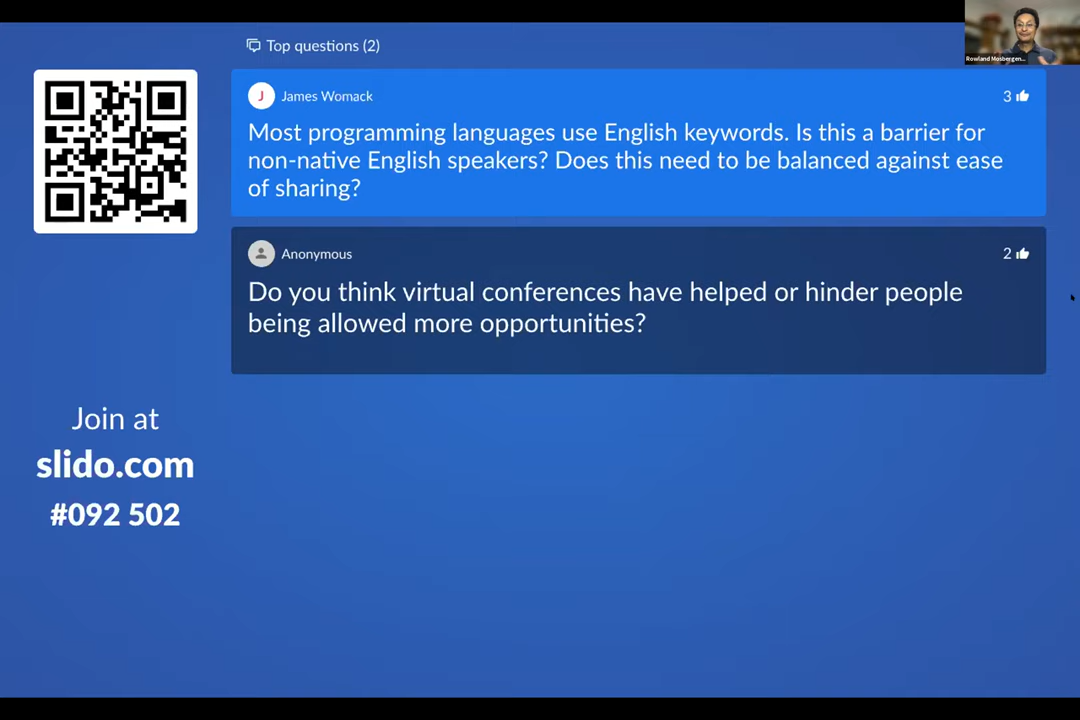 Top questions (2)
Rowland Mosbergen...
J James Womack
3
Most programming languages use English keywords. Is this a barrier for
non-native English speakers? Does this need to be balanced against ease
of sharing?
Anonymous
2
Do you think virtual conferences have helped or hinder people
being allowed more opportunities?
Join at
slido.com
#092 502